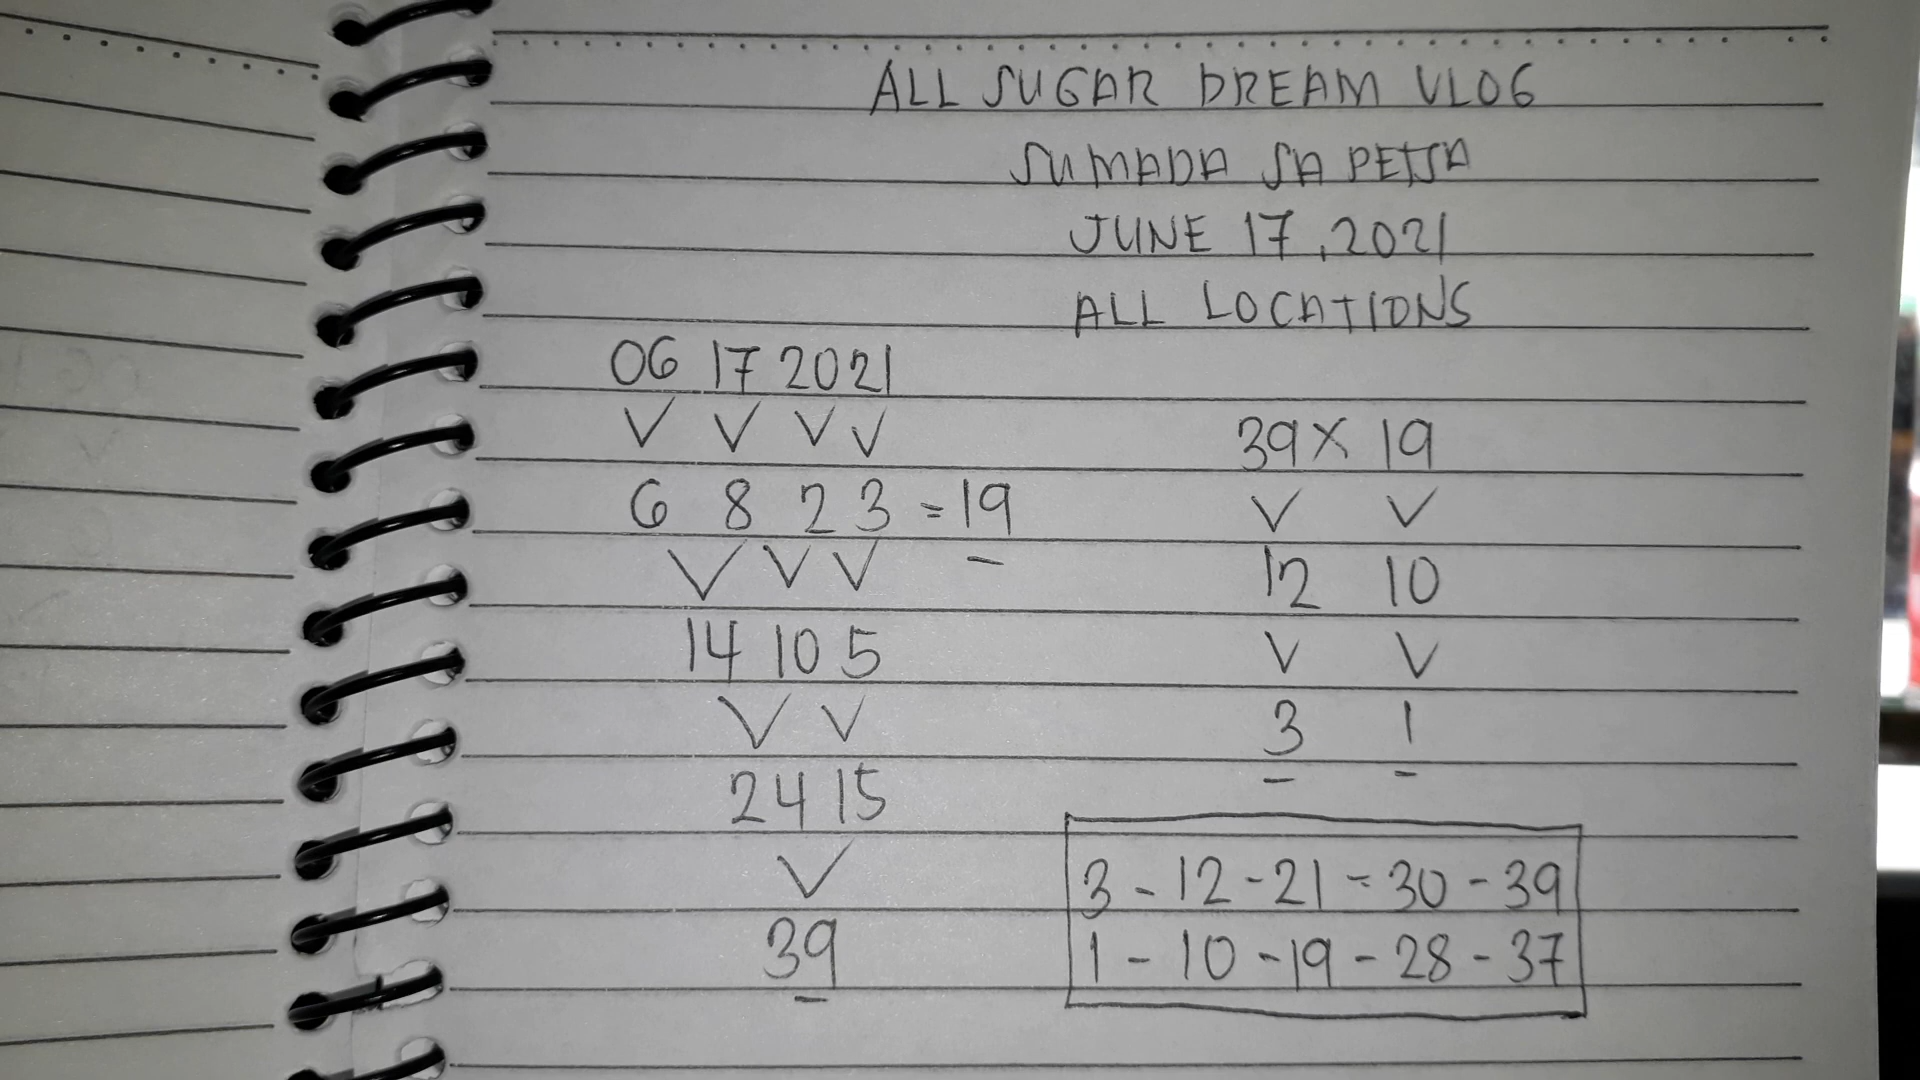 ALL SUGAR DREAM VLOG
SUMADA SA PETSA
JUNE 17, 2021
ALL LOCATIONS
06 17 2021
6 8 2 3 = 19
14 10 5
24 15
39
39 X 19
12 10
3 1
3 - 12 - 21 - 30 - 39
1 - 10 - 19 - 28 - 37